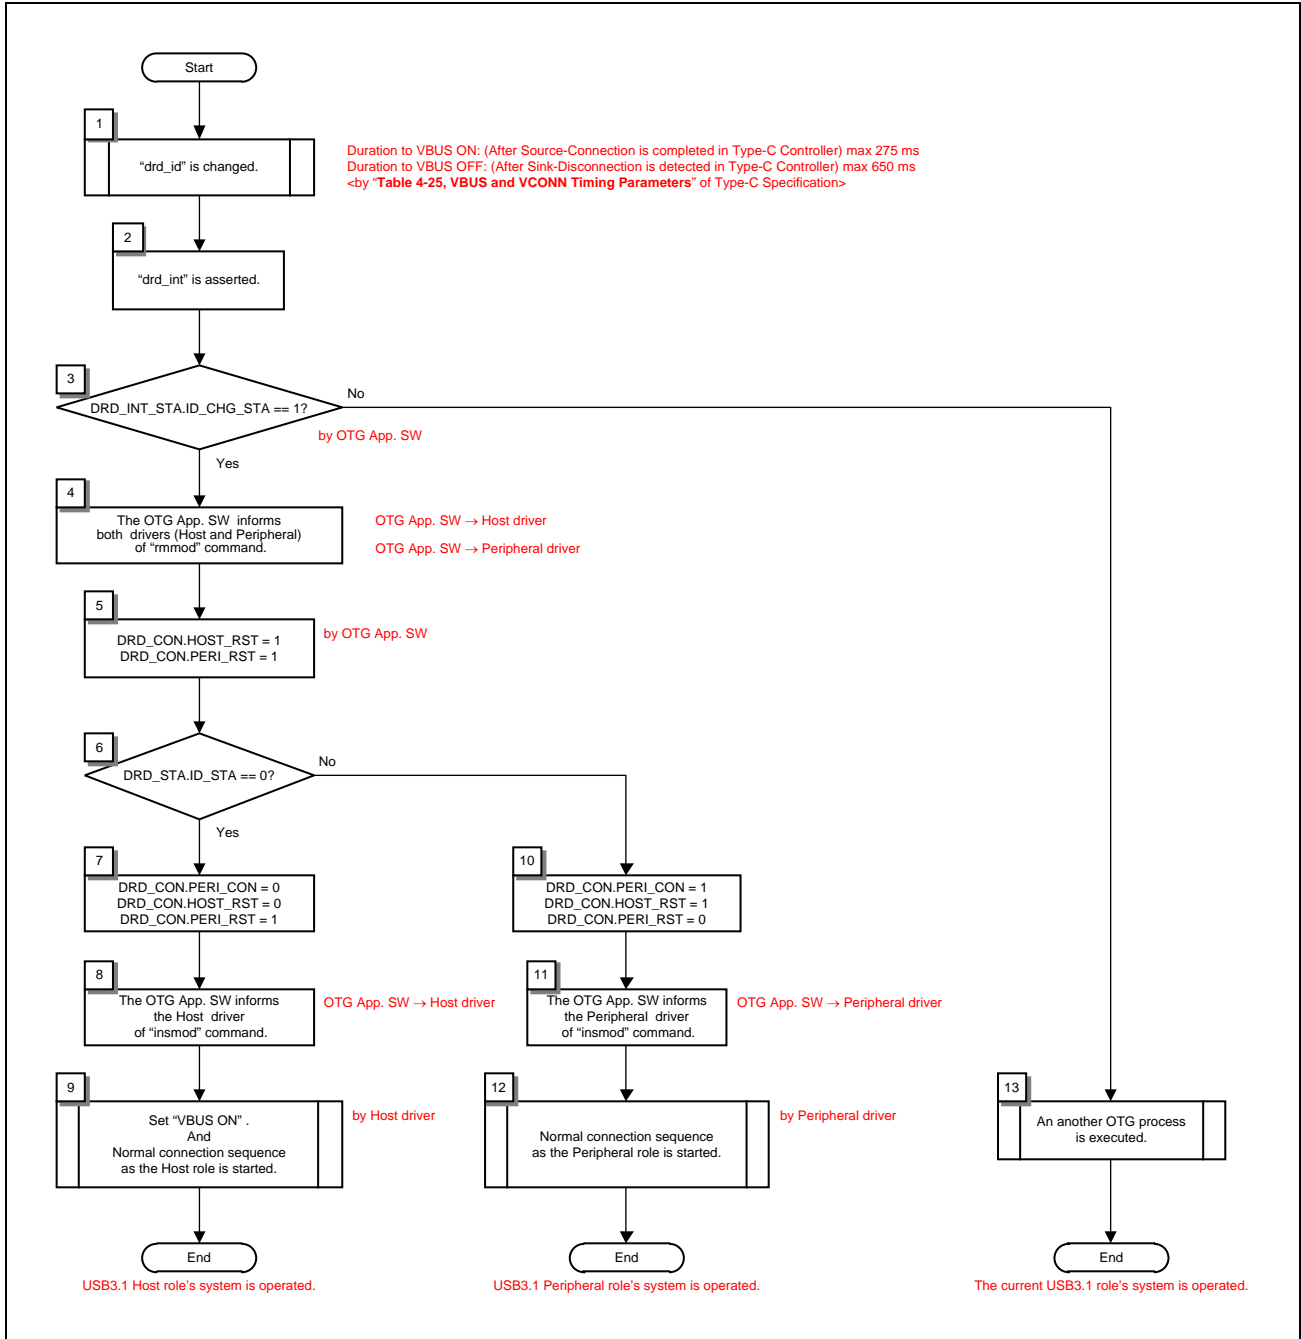 Start
1
“drd_id” is changed.
Duration to VBUS ON: (After Source-Connection is completed in Type-C Controller) max 275 ms
Duration to VBUS OFF: (After Sink-Disconnection is detected in Type-C Controller) max 650 ms
<by “Table 4-25, VBUS and VCONN Timing Parameters” of Type-C Specification>
2
“drd_int” is asserted.
3
DRD_INT_STA.ID_CHG_STA == 1?
No
by OTG App. SW
Yes
4
The OTG App. SW informs
both drivers (Host and Peripheral)
of “rmmod” command.
OTG App. SW → Host driver
OTG App. SW → Peripheral driver
5
DRD_CON.HOST_RST = 1
DRD_CON.PERI_RST = 1
by OTG App. SW
6
DRD_STA.ID_STA == 0?
No
Yes
7
DRD_CON.PERI_CON = 0
DRD_CON.HOST_RST = 0
DRD_CON.PERI_RST = 1
10
DRD_CON.PERI_CON = 1
DRD_CON.HOST_RST = 1
DRD_CON.PERI_RST = 0
8
The OTG App. SW informs
the Host driver
of “insmod” command.
OTG App. SW → Host driver
11
The OTG App. SW informs
the Peripheral driver
of “insmod” command.
OTG App. SW → Peripheral driver
9
Set “VBUS ON” .
And
Normal connection sequence
as the Host role is started.
by Host driver
12
Normal connection sequence
as the Peripheral role is started.
by Peripheral driver
13
An another OTG process
is executed.
End
USB3.1 Host role’s system is operated.
End
USB3.1 Peripheral role’s system is operated.
End
The current USB3.1 role’s system is operated.